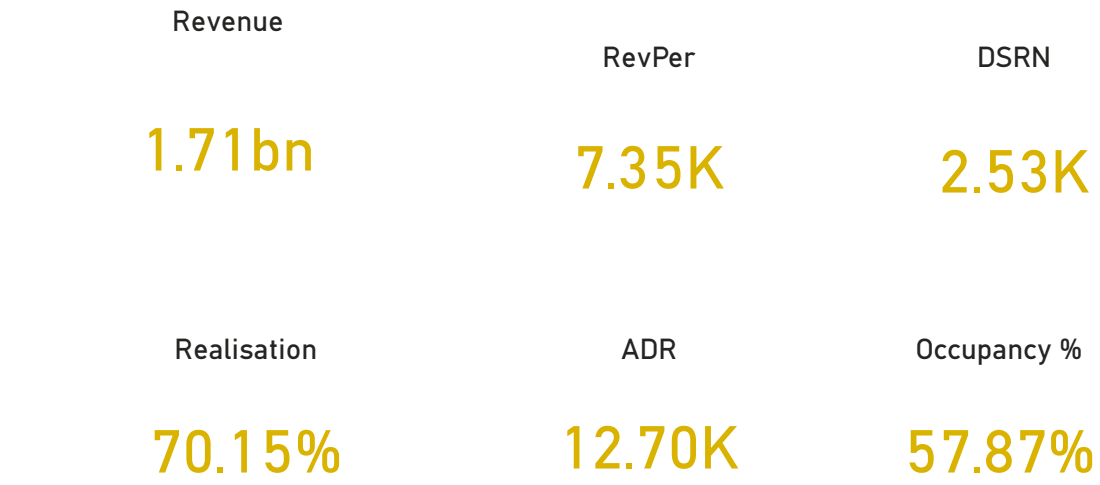 Revenue
RevPer
DSRN
1.71bn
7.35K
2.53K
Realisation
ADR
Occupancy %
70.15%
12.70K
57.87%